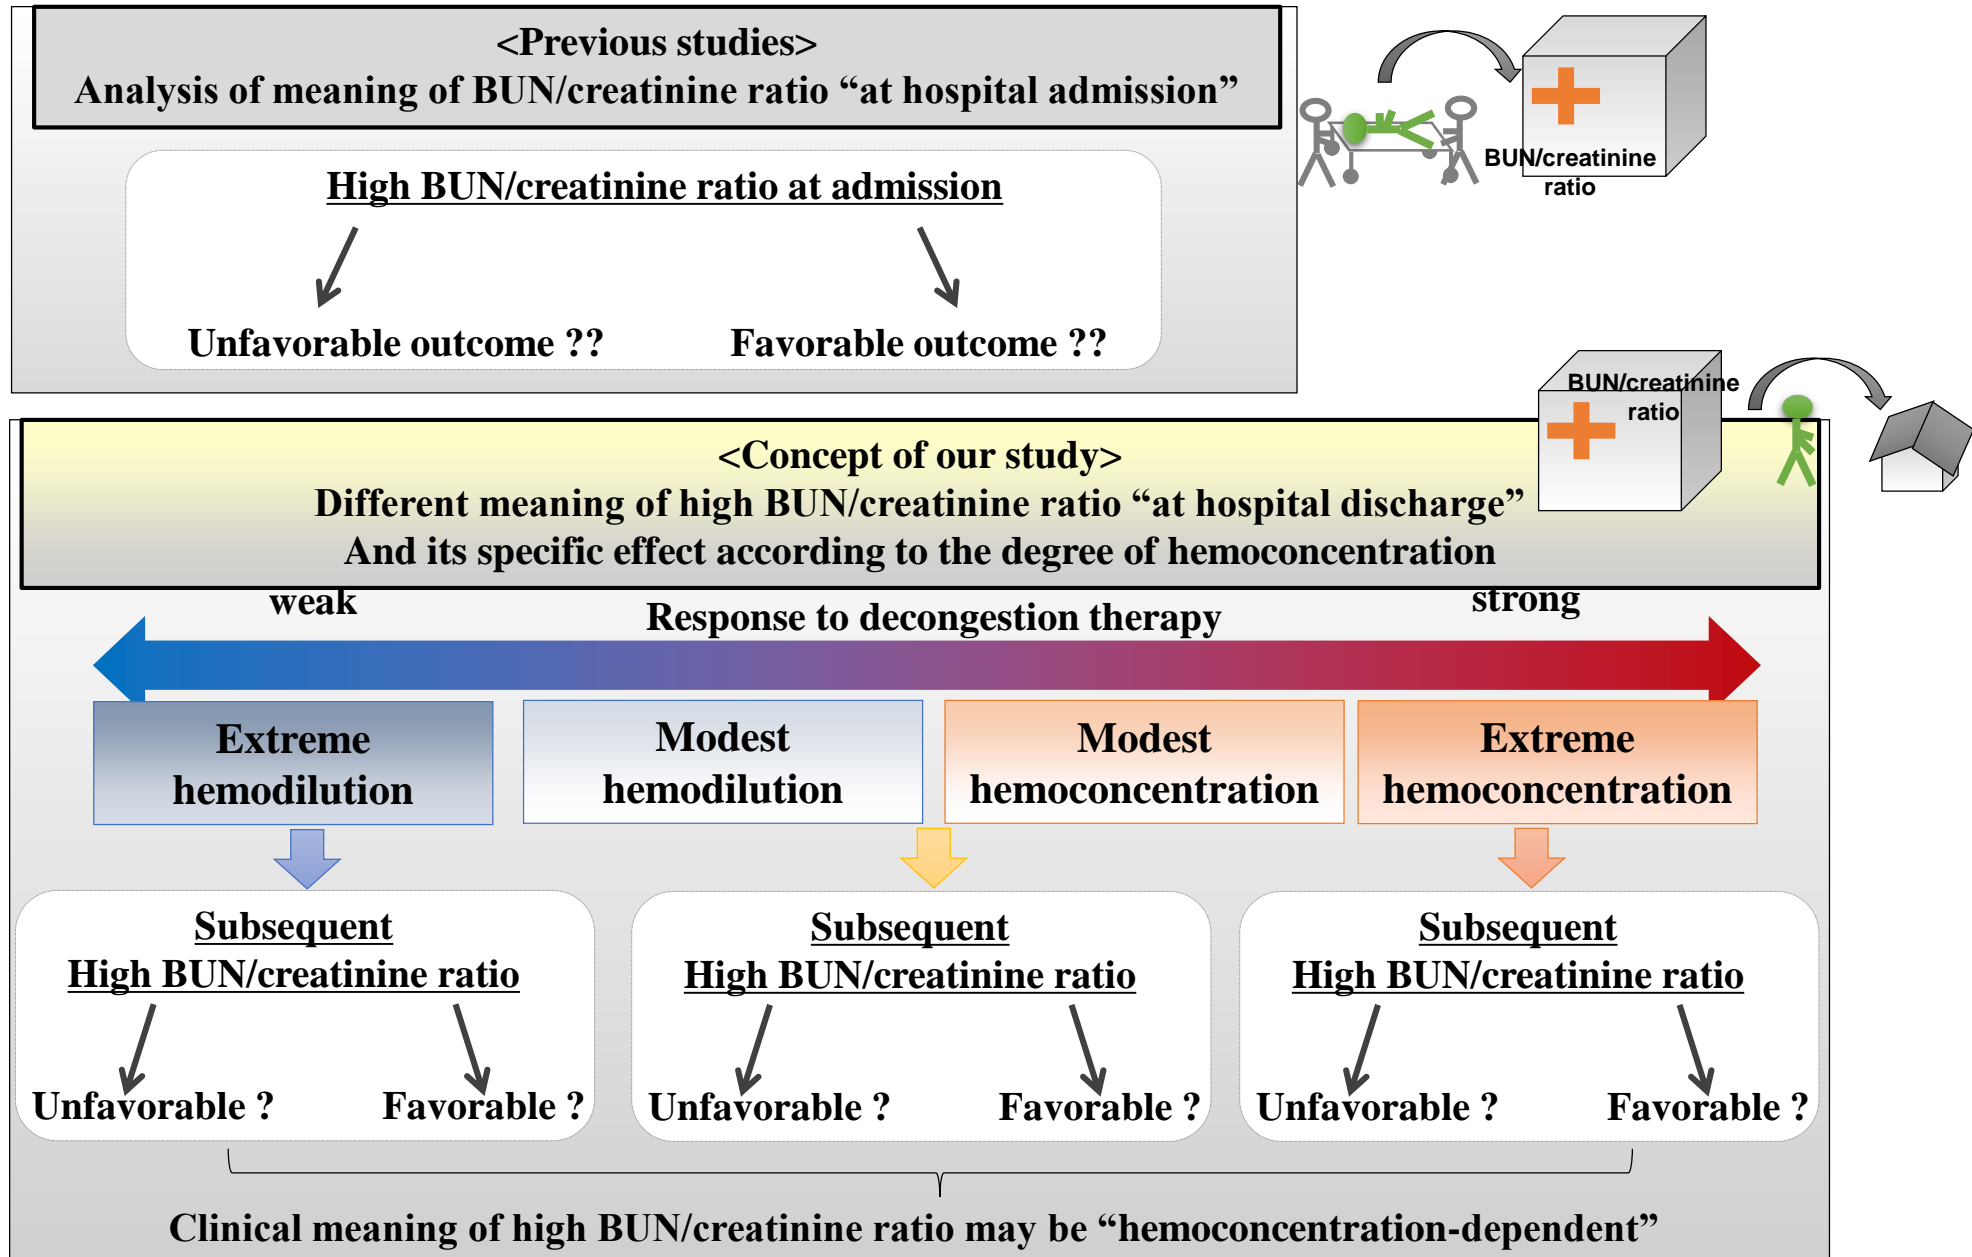 <Previous studies>
Analysis of meaning of BUN/creatinine ratio “at hospital admission”
BUN/creatinine
ratio
High BUN/creatinine ratio at admission
Unfavorable outcome ??
Favorable outcome ??
BUN/creatinine
ratio
<Concept of our study>
Different meaning of high BUN/creatinine ratio “at hospital discharge”
And its specific effect according to the degree of hemoconcentration
weak
Response to decongestion therapy
strong
Extreme
hemodilution
Modest
hemodilution
Modest
hemoconcentration
Extreme
hemoconcentration
Subsequent
High BUN/creatinine ratio
Unfavorable ?
Favorable ?
Subsequent
High BUN/creatinine ratio
Unfavorable ?
Favorable ?
Subsequent
High BUN/creatinine ratio
Unfavorable ?
Favorable ?
Clinical meaning of high BUN/creatinine ratio may be “hemoconcentration-dependent”